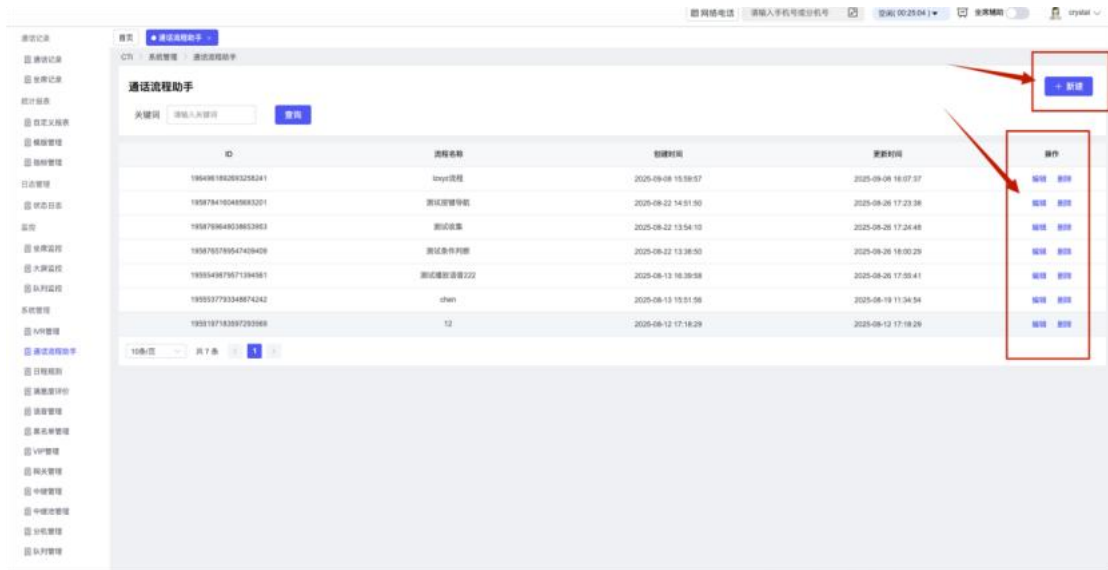 网络电话 请输入手机号或分机号 空闲( 00:25:04 ) 坐席辅助 crystal
通话记录
通话记录
坐席记录
统计报表
自定义报表
模板管理
指标管理
日志管理
状态日志
监控
坐席监控
大屏监控
队列监控
系统管理
IVR管理
通话流程助手
日程规则
满意度评价
语音管理
黑名单管理
VIP管理
网关管理
中继管理
中继池管理
分机管理
队列管理
首页 通话流程助手
CTI 系统管理 通话流程助手
通话流程助手
+ 新建
关键词 请输入关键词 查询
ID 流程名称 创建时间 更新时间 操作
1964961892693258241 2025-09-08 15:59:57 2025-09-08 16:07:37 编辑 删除
1958784160485693201 测试按键导航 2025-08-22 14:51:50 2025-08-26 17:23:38 编辑 删除
1958769648038653953 测试收集 2025-08-22 13:54:10 2025-08-26 17:24:48 编辑 删除
1958765789547409409 测试条件判断 2025-08-22 13:38:50 2025-08-26 18:00:29 编辑 删除
1955549879571394561 测试播放语音222 2025-08-13 16:39:58 2025-08-26 17:55:41 编辑 删除
1955537793348874242 chen 2025-08-13 15:51:56 2025-08-19 11:34:54 编辑 删除
1955197183597293569 12 2025-08-12 17:18:29 2025-08-12 17:18:29 编辑 删除
10条/页 共 7 条 1